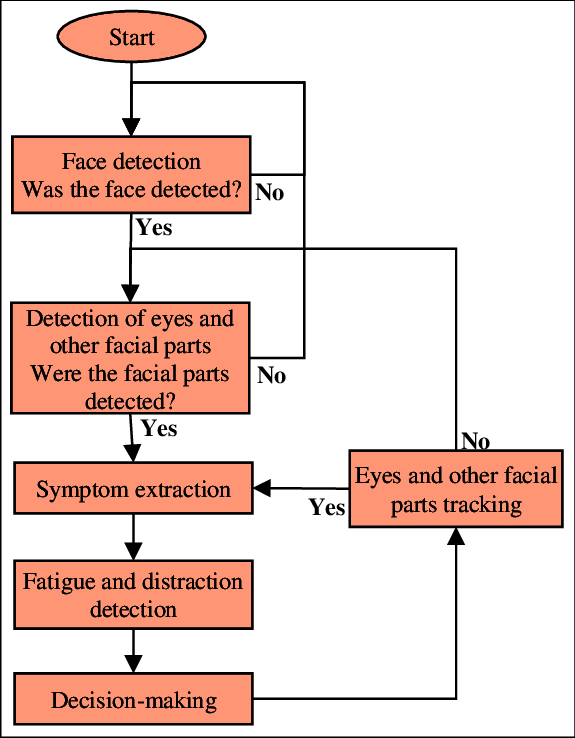 Start
Face detection
Was the face detected?
No
Yes
Detection of eyes and
other facial parts
Were the facial parts
detected?
No
Yes
No
Eyes and other facial
parts tracking
Yes
Symptom extraction
Fatigue and distraction
detection
Decision-making